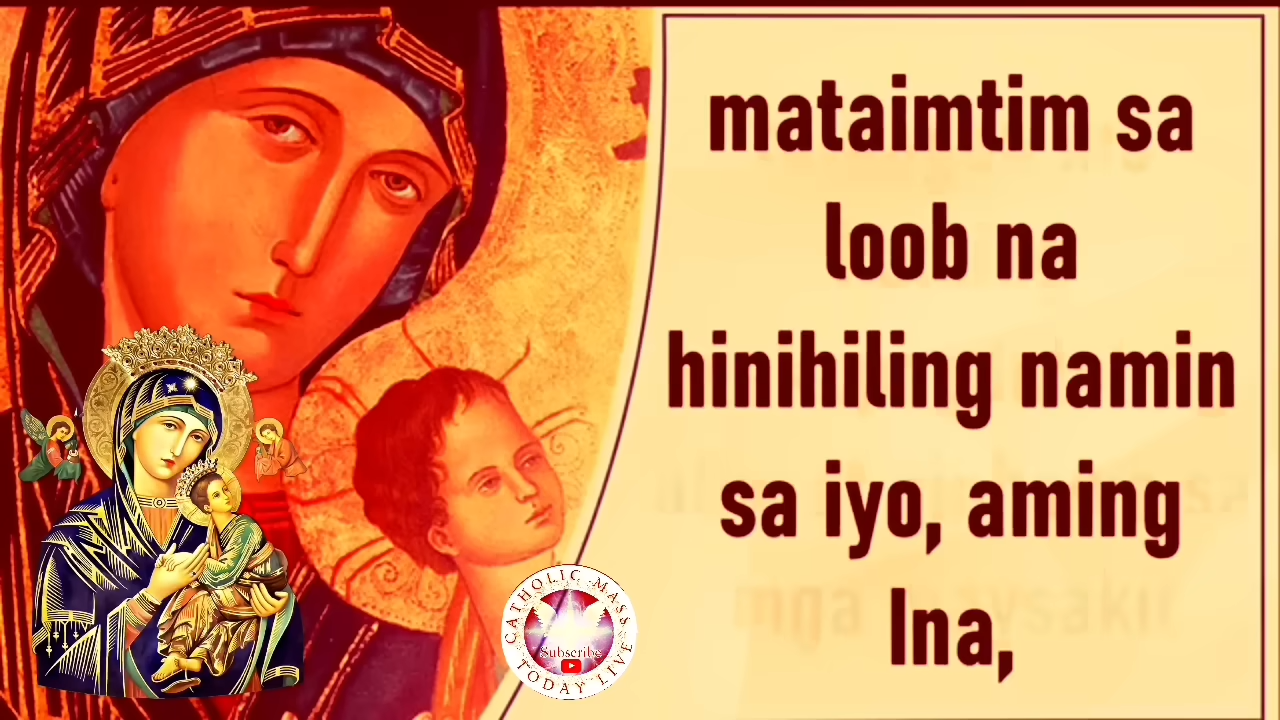 mataimtim sa
loob na
hinihiling namin
sa iyo, aming
Ina,
CATHOLIC MASS
TODAY LIVE
Subscribe